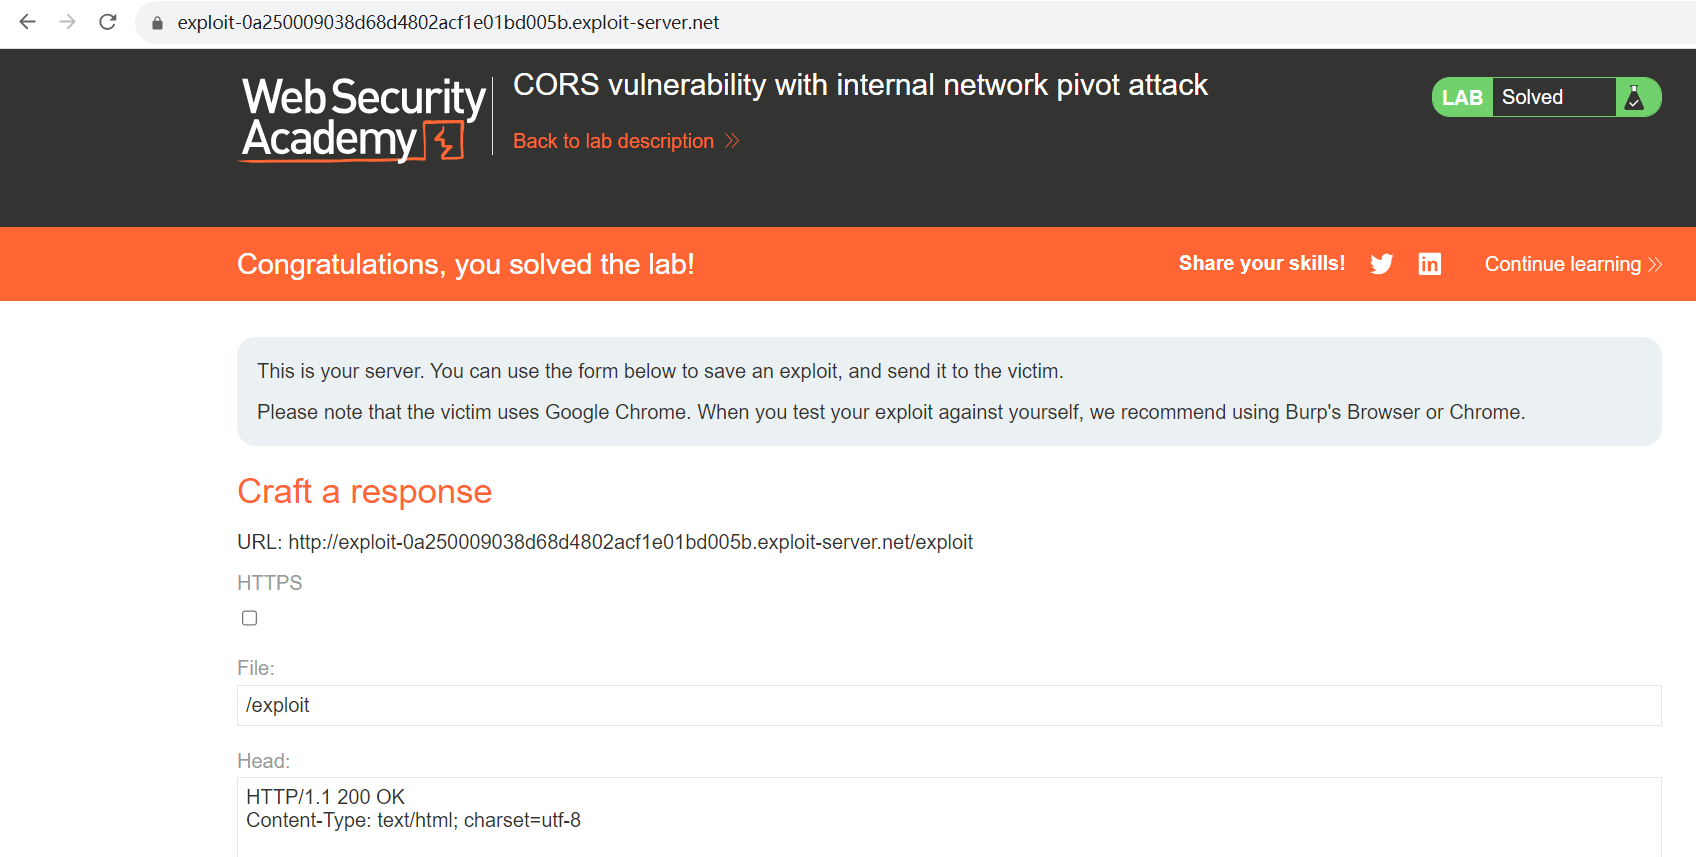 exploit-0a250009038d68d4802acf1e01bd005b.exploit-server.net
WebSecurity
Academy
CORS vulnerability with internal network pivot attack
Back to lab description
LAB Solved
Congratulations, you solved the lab!
Share your skills!
Continue learning
This is your server. You can use the form below to save an exploit, and send it to the victim.
Please note that the victim uses Google Chrome. When you test your exploit against yourself, we recommend using Burp's Browser or Chrome.
Craft a response
URL: http://exploit-0a250009038d68d4802acf1e01bd005b.exploit-server.net/exploit
HTTPS
File:
/exploit
Head:
HTTP/1.1 200 OK
Content-Type: text/html; charset=utf-8